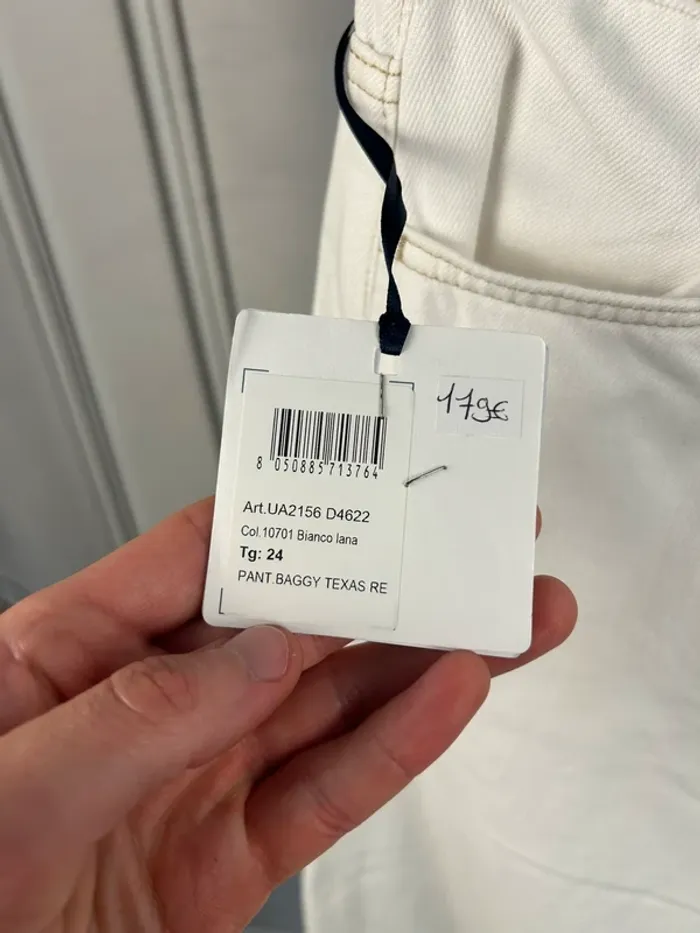 179€
8 050885 713764
Art.UA2156 D4622
Col.10701 Bianco lana
Tg: 24
PANT.BAGGY TEXAS RE